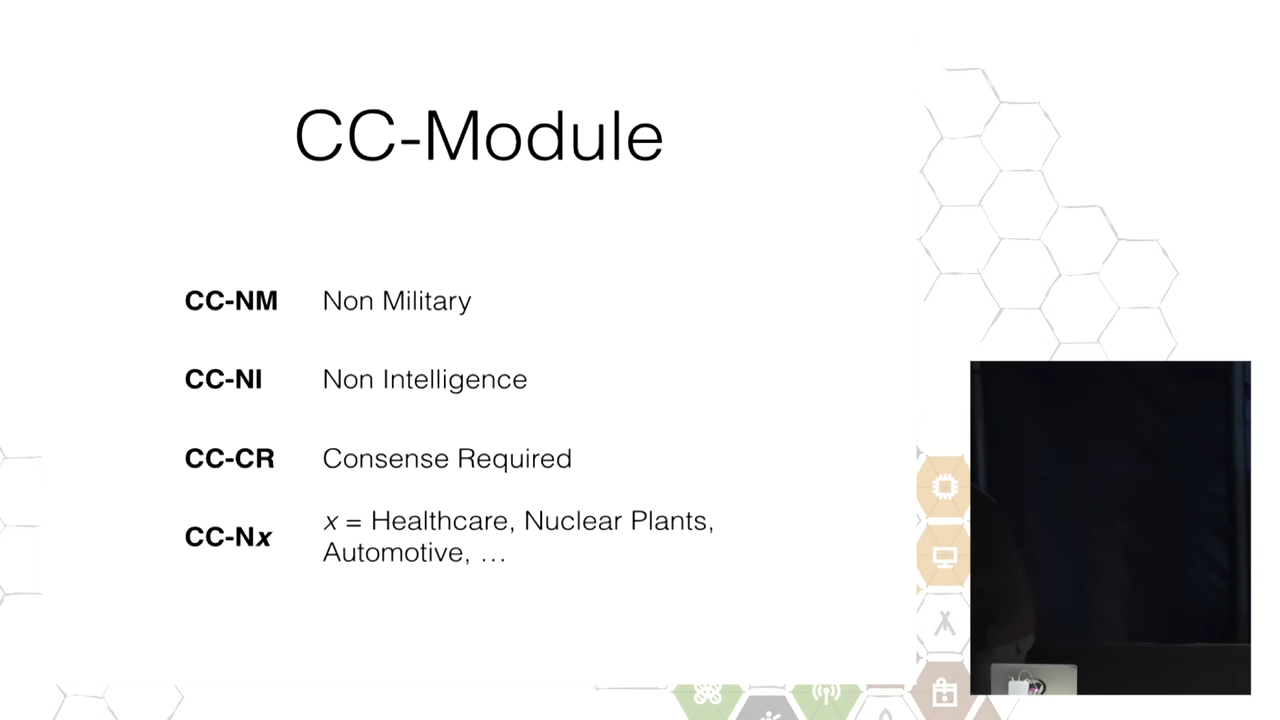 CC-Module
CC-NM Non Military
CC-NI Non Intelligence
CC-CR Consense Required
CC-Nx x = Healthcare, Nuclear Plants,
Automotive, …